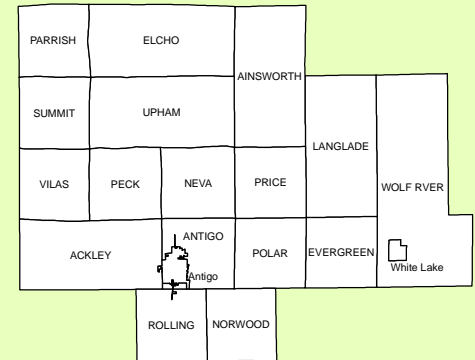 PARRISH
ELCHO
AINSWORTH
SUMMIT
UPHAM
LANGLADE
VILAS
PECK
NEVA
PRICE
WOLF RVER
ACKLEY
ANTIGO
Antigo
POLAR
EVERGREEN
White Lake
ROLLING
NORWOOD